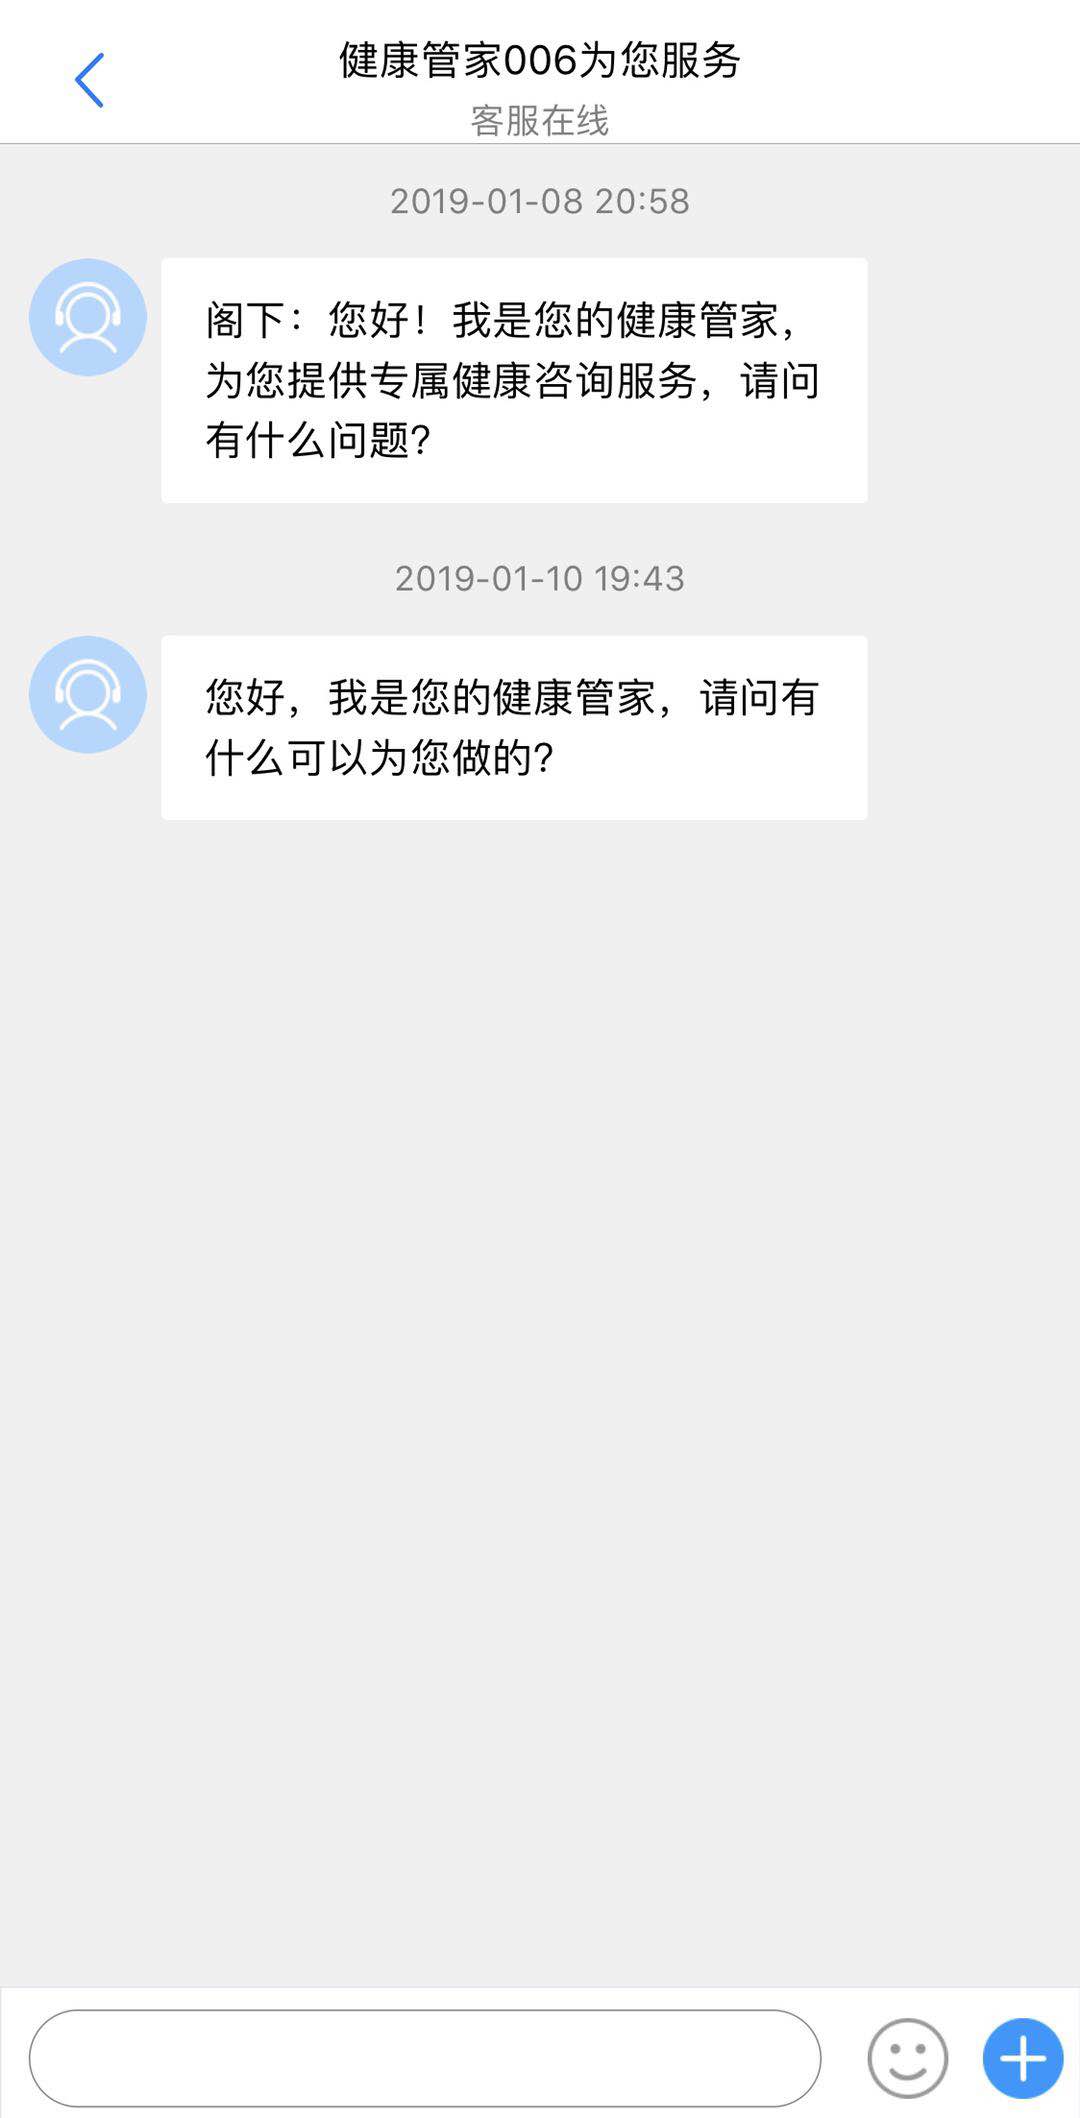 健康管家006为您服务
客服在线
2019-01-08 20:58
阁下：您好！我是您的健康管家，
为您提供专属健康咨询服务，请问
有什么问题？
2019-01-10 19:43
您好，我是您的健康管家，请问有
什么可以为您做的？